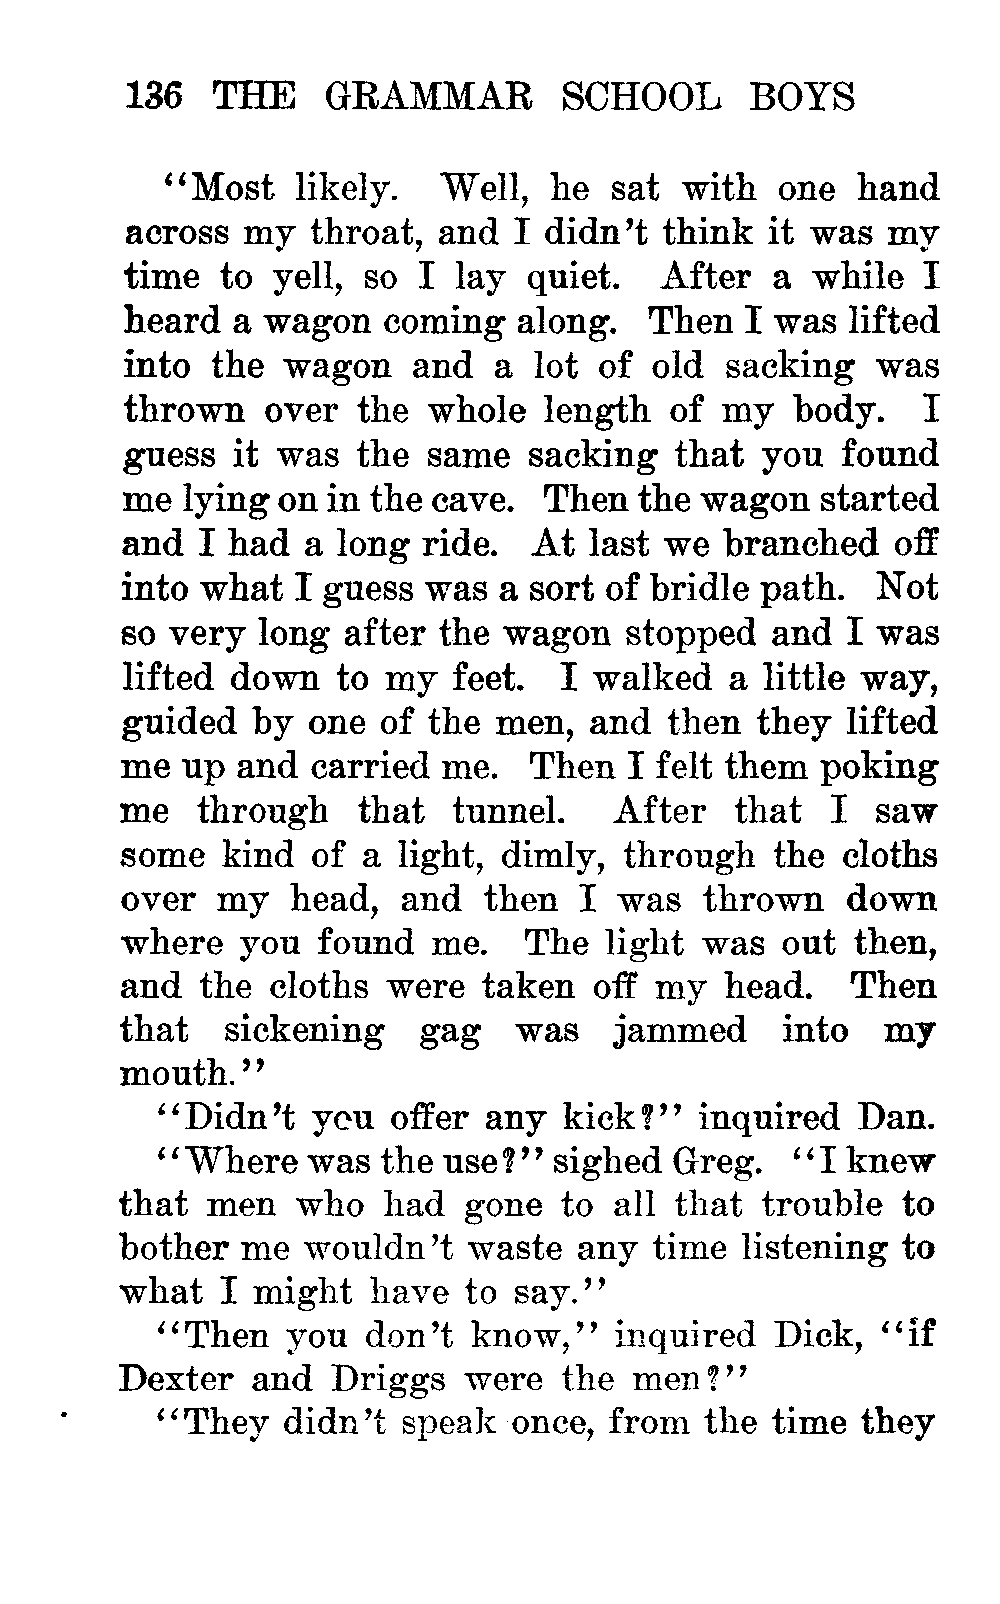 136 THE GRAMMAR SCHOOL BOYS
“Most likely. Well, he sat with one hand
across my throat, and I didn’t think it was my
time to yell, so I lay quiet. After a while I
heard a wagon coming along. Then I was lifted
into the wagon and a lot of old sacking was
thrown over the whole length of my body. I
guess it was the same sacking that you found
me lying on in the cave. Then the wagon started
and I had a long ride. At last we branched off
into what I guess was a sort of bridle path. Not
so very long after the wagon stopped and I was
lifted down to my feet. I walked a little way,
guided by one of the men, and then they lifted
me up and carried me. Then I felt them poking
me through that tunnel. After that I saw
some kind of a light, dimly, through the cloths
over my head, and then I was thrown down
where you found me. The light was out then,
and the cloths were taken off my head. Then
that sickening gag was jammed into my
mouth.”
“Didn’t you offer any kick?” inquired Dan.
“Where was the use?” sighed Greg. “I knew
that men who had gone to all that trouble to
bother me wouldn’t waste any time listening to
what I might have to say.”
“Then you don’t know,” inquired Dick, “if
Dexter and Driggs were the men?”
“They didn’t speak once, from the time they